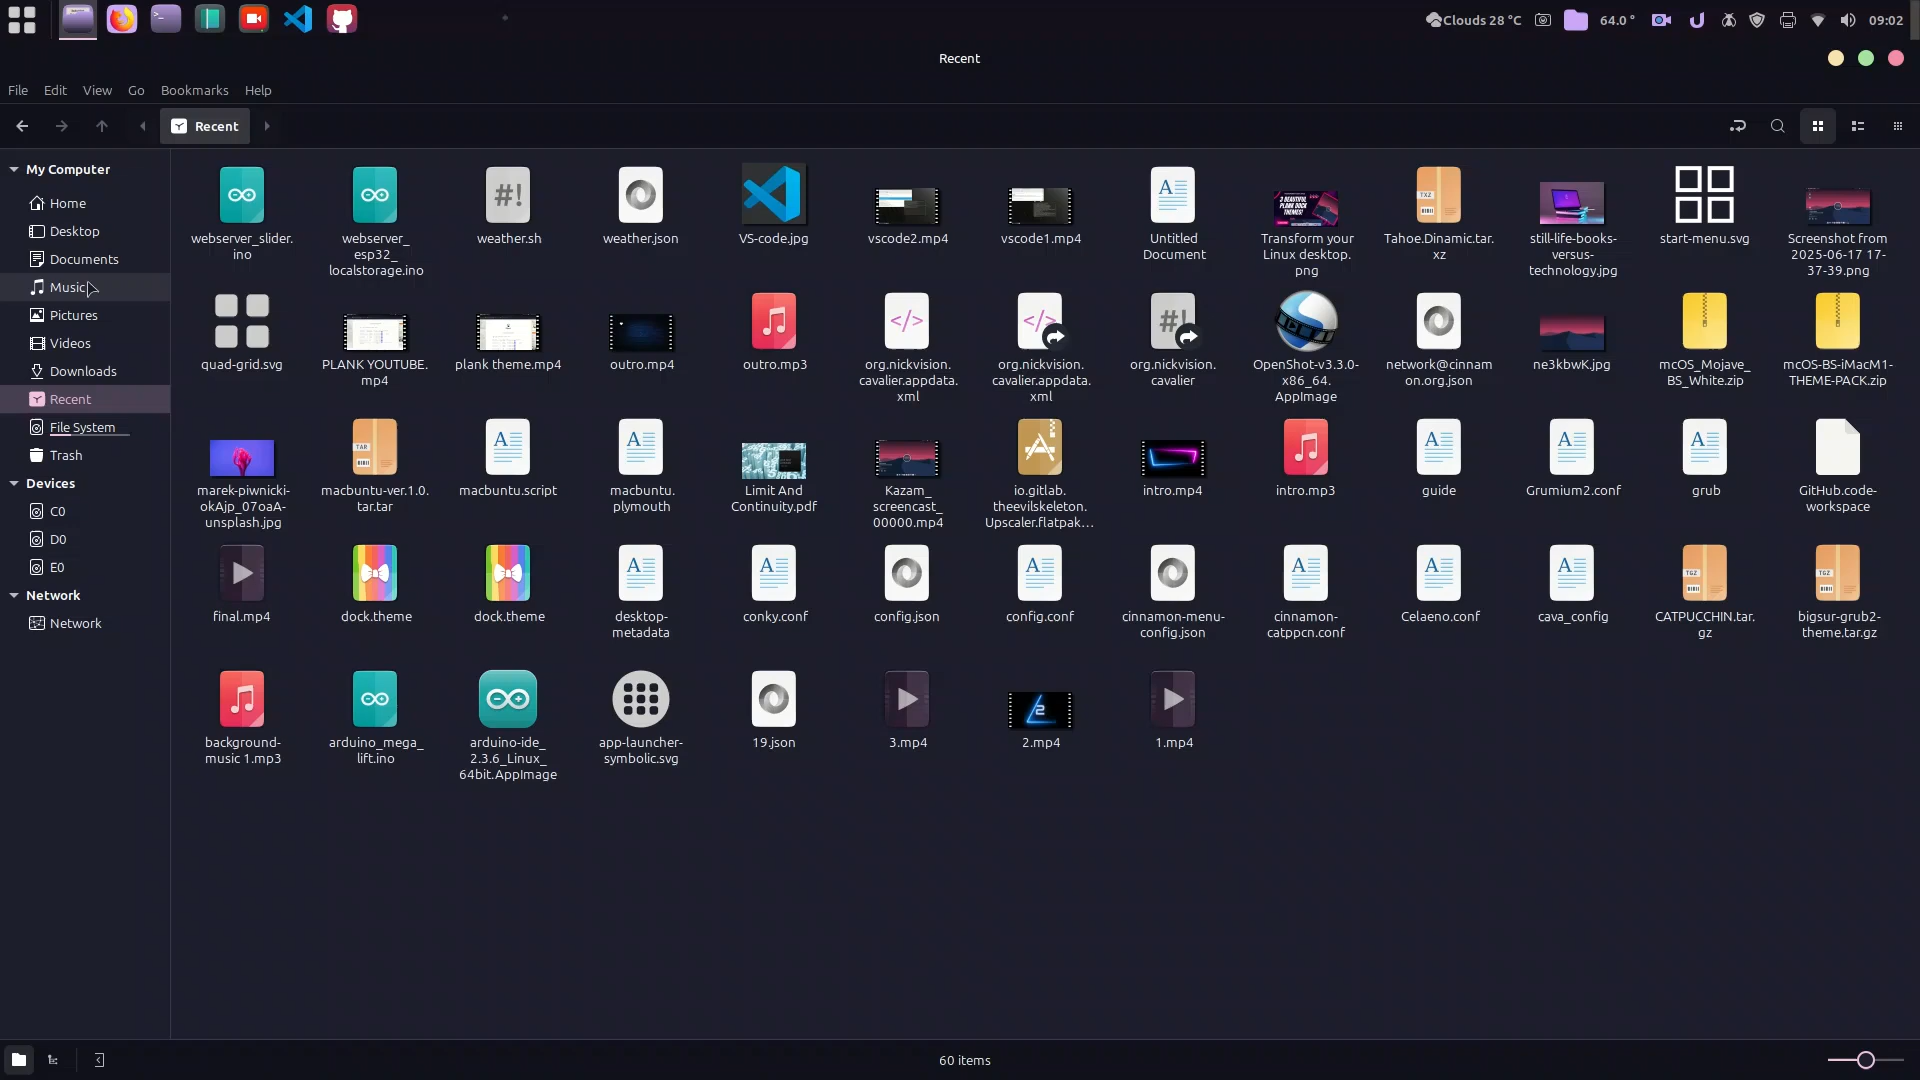 Clouds 28 °C
64.0 °
09:02
Recent
File Edit View Go Bookmarks Help
Recent
My Computer
Home
Desktop
Documents
Music
Pictures
Videos
Downloads
Recent
File System
Trash
Devices
C0
D0
E0
Network
Network
webserver_slider.
ino
webserver_
esp32_
localstorage.ino
weather.sh
weather.json
VS-code.jpg
vscode2.mp4
vscode1.mp4
Untitled
Document
Transform your
Linux desktop.
png
Tahoe.Dinamic.tar.
xz
still-life-books-
versus-
technology.jpg
start-menu.svg
Screenshot from
2025-06-17 17-
37-39.png
quad-grid.svg
PLANK YOUTUBE.
mp4
plank theme.mp4
outro.mp4
outro.mp3
org.nickvision.
cavalier.appdata.
xml
org.nickvision.
cavalier.appdata.
xml
org.nickvision.
cavalier
OpenShot-v3.3.0-
x86_64.
AppImage
network@cinnam
on.org.json
ne3kbwK.jpg
mcOS_Mojave_
BS_White.zip
mcOS-BS-iMacM1-
THEME-PACK.zip
marek-piwnicki-
okAjp_07oaA-
unsplash.jpg
macbuntu-ver.1.0.
tar.tar
macbuntu.script
macbuntu.
plymouth
Limit And
Continuity.pdf
Kazam_
screencast_
00000.mp4
io.gitlab.
theevilskeleton.
Upscaler.flatpak...
intro.mp4
intro.mp3
guide
Grumium2.conf
grub
GitHub.code-
workspace
final.mp4
dock.theme
dock.theme
desktop-
metadata
conky.conf
config.json
config.conf
cinnamon-menu-
config.json
cinnamon-
catppcn.conf
Celaeno.conf
cava_config
CATPUCCHIN.tar.
gz
bigsur-grub2-
theme.tar.gz
background-
music 1.mp3
arduino_mega_
lift.ino
arduino-ide_
2.3.6_Linux_
64bit.AppImage
app-launcher-
symbolic.svg
19.json
3.mp4
2.mp4
1.mp4
60 items